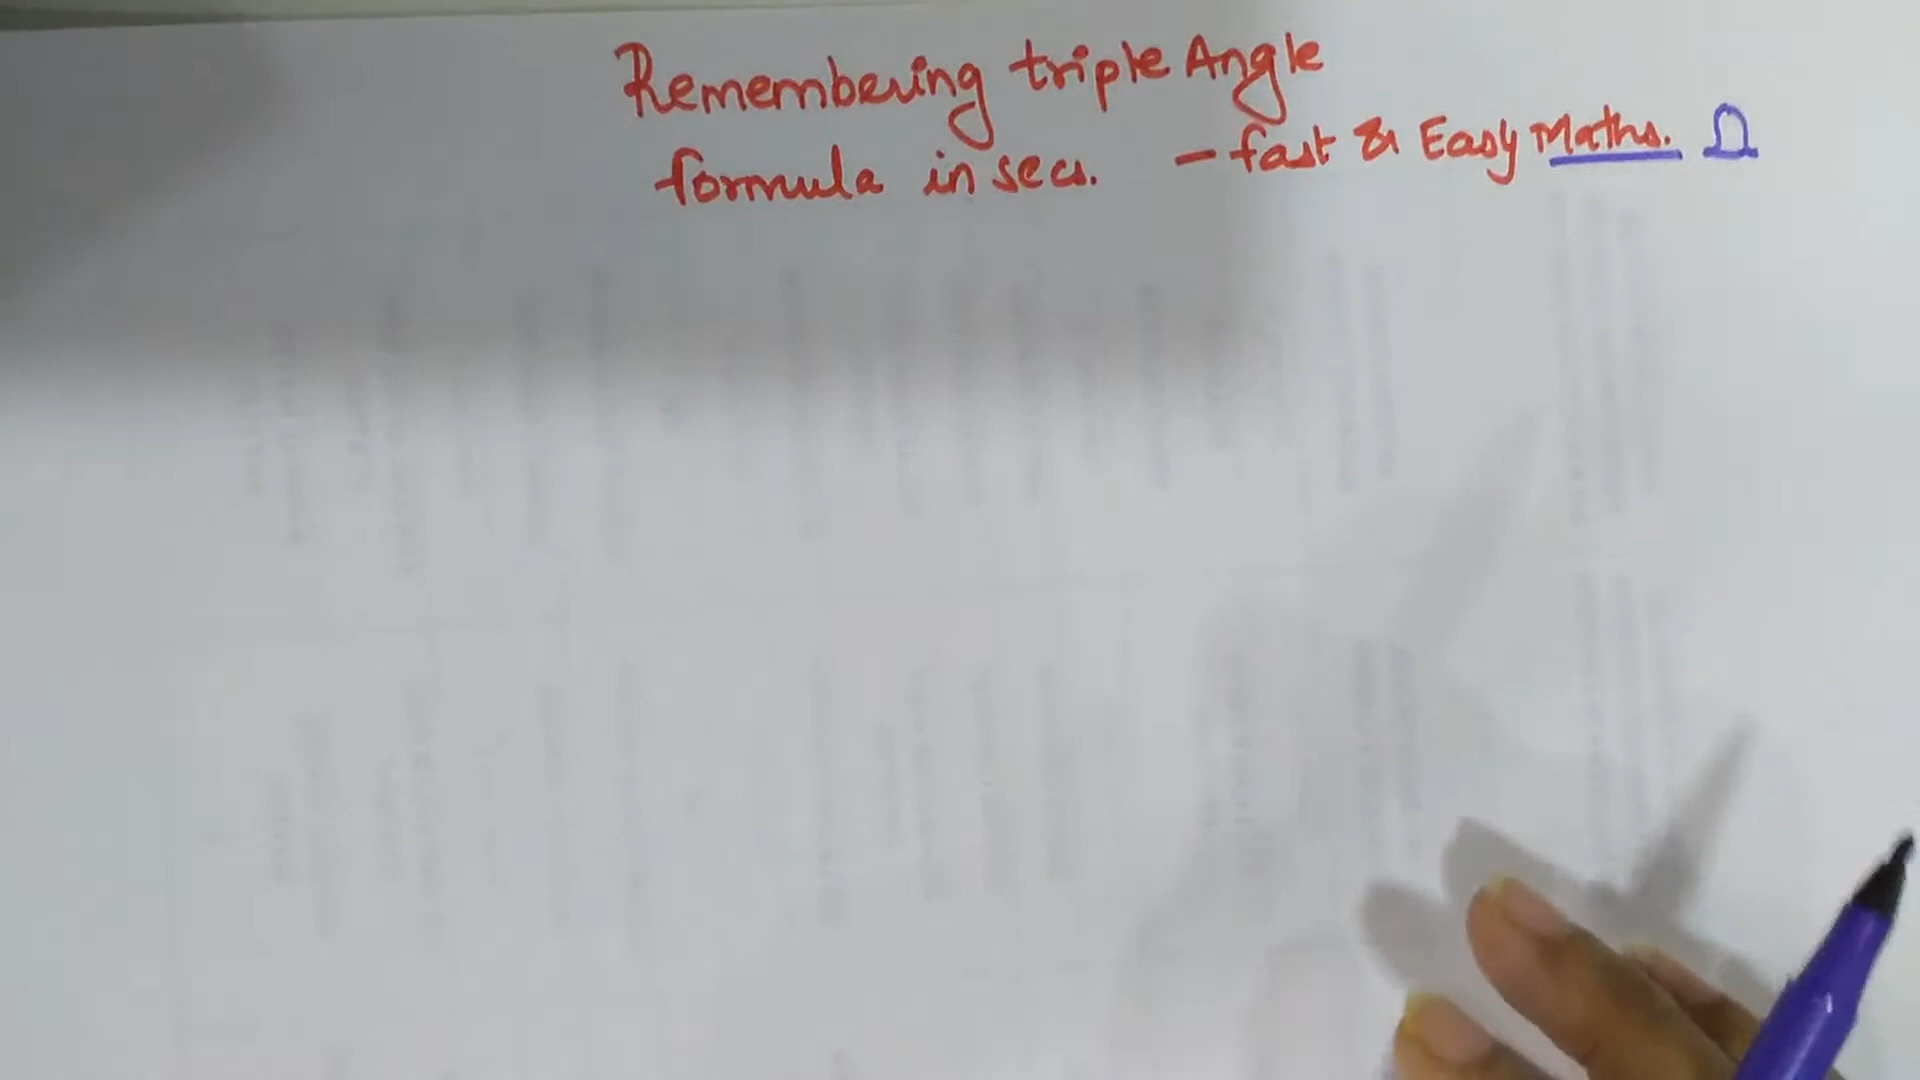 Remembering triple Angle
formula in secs. - fast & Easy Maths.